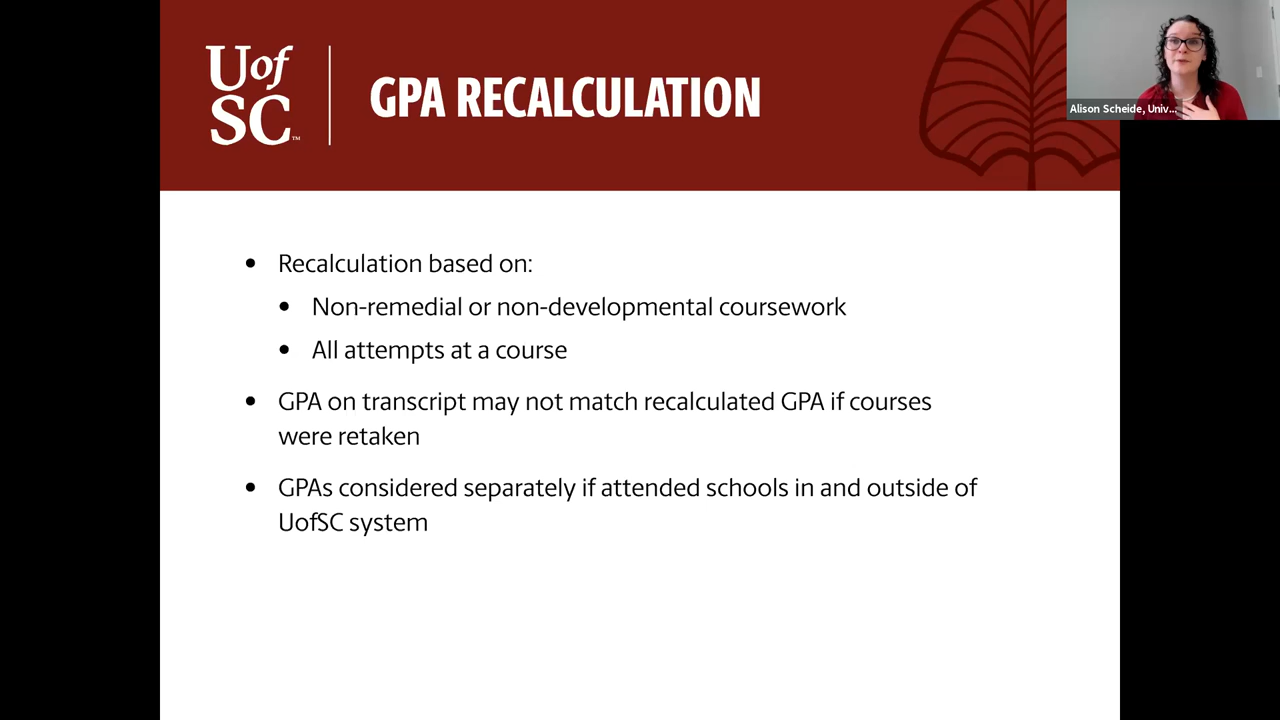 Uof
SC™
GPA RECALCULATION
Alison Scheide, Univ...
• Recalculation based on:
• Non-remedial or non-developmental coursework
• All attempts at a course
• GPA on transcript may not match recalculated GPA if courses
were retaken
• GPAs considered separately if attended schools in and outside of
UofSC system